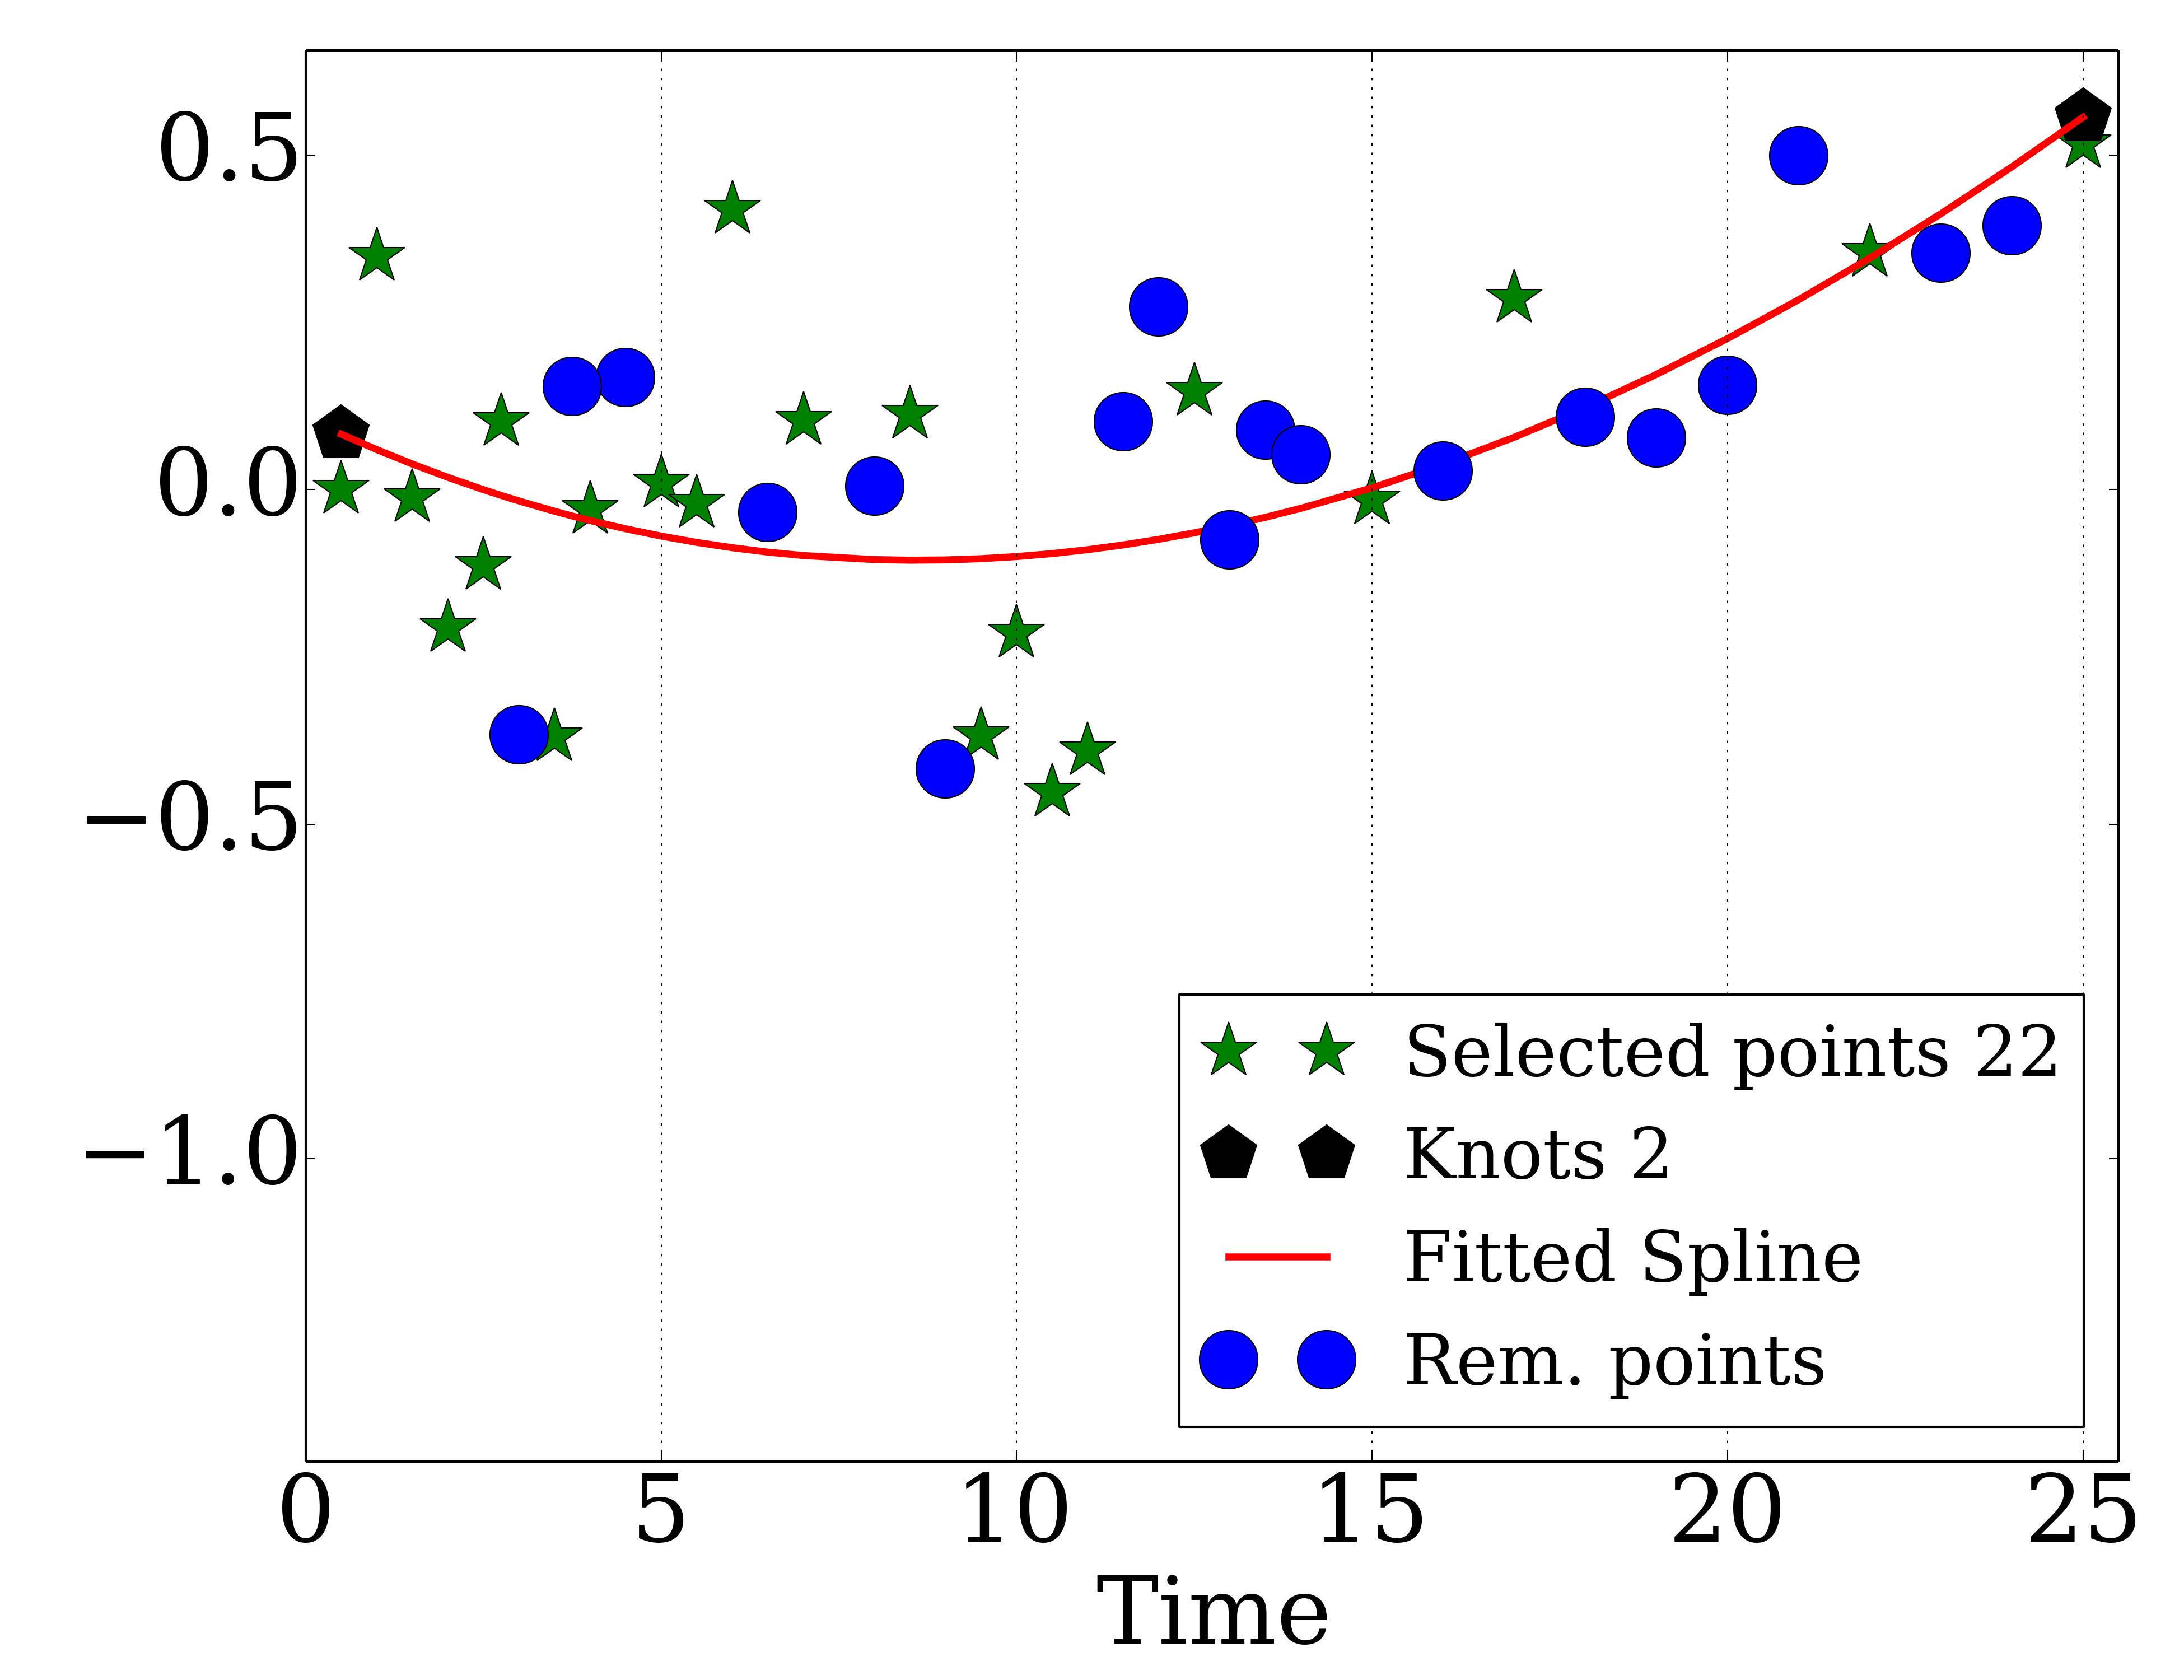 0.5
0.0
−0.5
−1.0
0 5 10 15 20 25
Time
Selected points 22
Knots 2
Fitted Spline
Rem. points